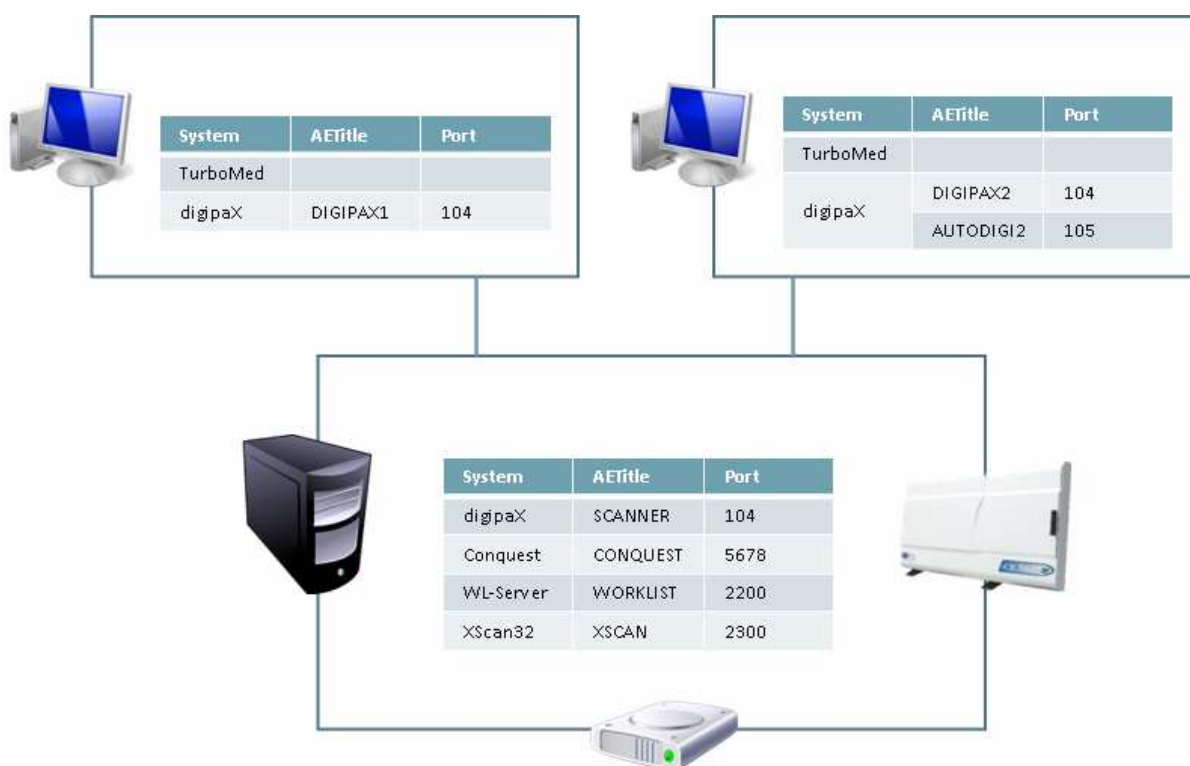 System AETitle Port
TurboMed
digipaX DIGIPAX1 104
System AETitle Port
TurboMed
digipaX
DIGIPAX2 104
AUTODIGI2 105
System AETitle Port
digipaX SCANNER 104
Conquest CONQUEST 5678
WL-Server WORKLIST 2200
XScan32 XSCAN 2300